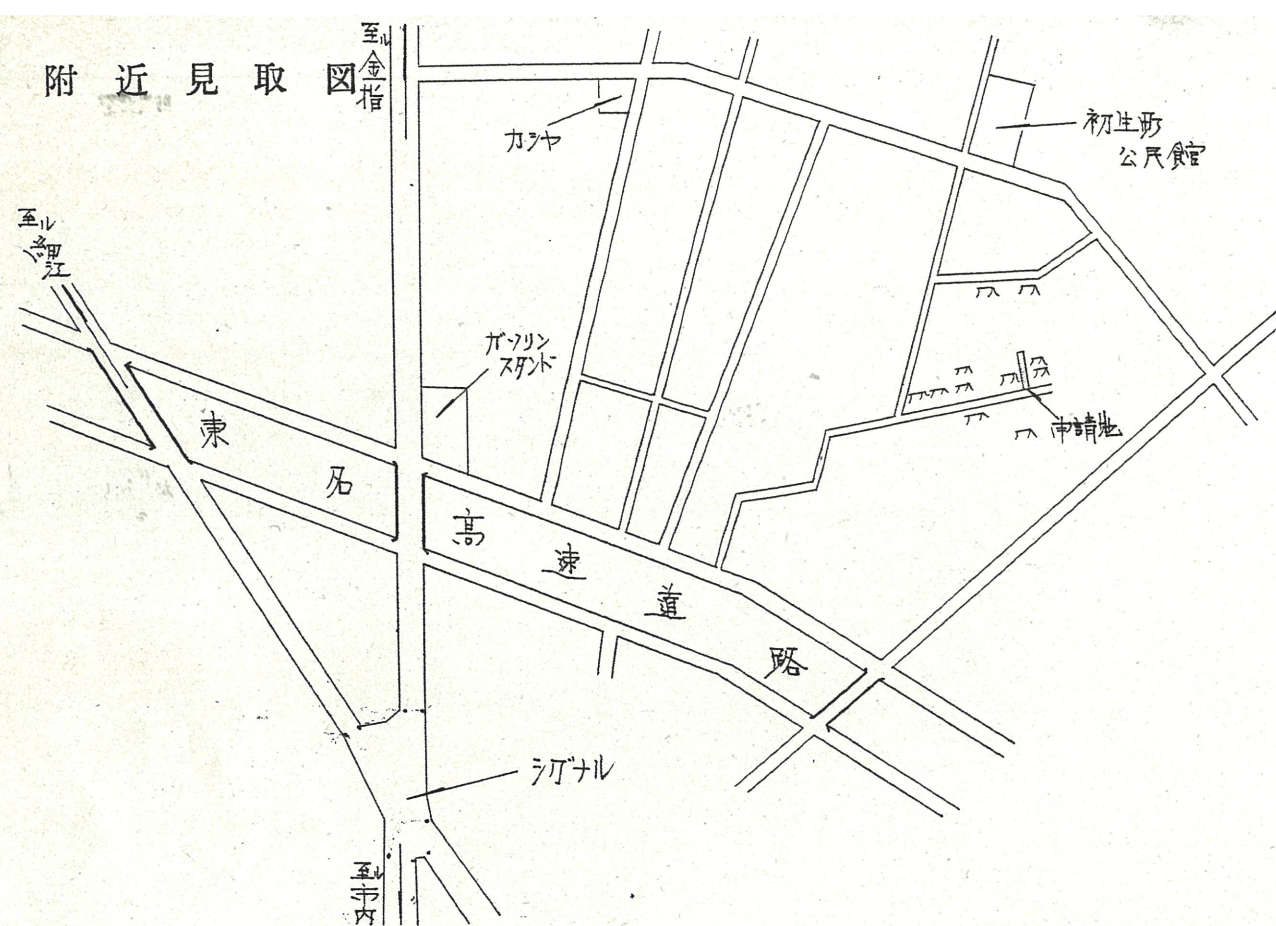 附近見取図
至ル
金指
カシヤ
初生町
公民館
至ル
細江
ガソリン
スタンド
申請地
東名高速道路
シグナル
至ル
市内